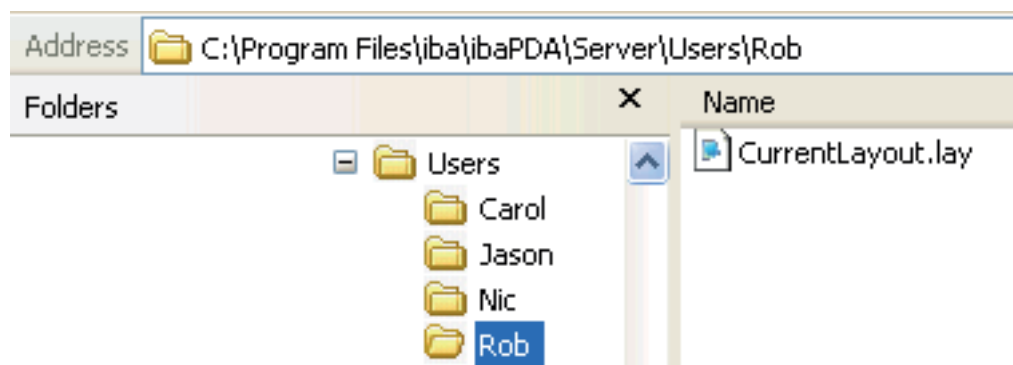 Address C:\Program Files\iba\ibaPDA\Server\Users\Rob
Folders
Name
Users
CurrentLayout.lay
Carol
Jason
Nic
Rob